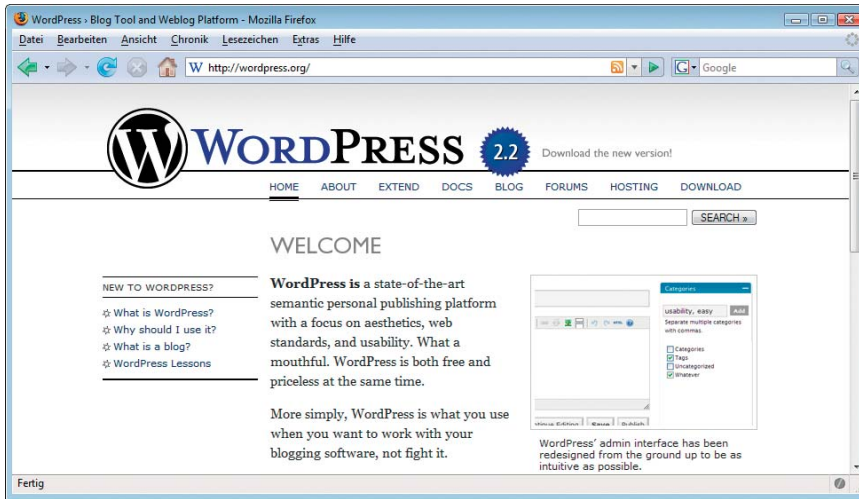 WordPress › Blog Tool and Weblog Platform - Mozilla Firefox
Datei Bearbeiten Ansicht Chronik Lesezeichen Extras Hilfe
W http://wordpress.org/
G Google
W WORDPRESS 2.2 Download the new version!
HOME ABOUT EXTEND DOCS BLOG FORUMS HOSTING DOWNLOAD
SEARCH »
WELCOME
NEW TO WORDPRESS?
What is WordPress?
Why should I use it?
What is a blog?
WordPress Lessons
WordPress is a state-of-the-art
semantic personal publishing platform
with a focus on aesthetics, web
standards, and usability. What a
mouthful. WordPress is both free and
priceless at the same time.
More simply, WordPress is what you use
when you want to work with your
blogging software, not fight it.
Categories
usability, easy Add
Separate multiple categories
with commas.
Categories
Tags
Uncategorized
Whatever
tinue Editing Save Publish
WordPress' admin interface has been
redesigned from the ground up to be as
intuitive as possible.
Fertig